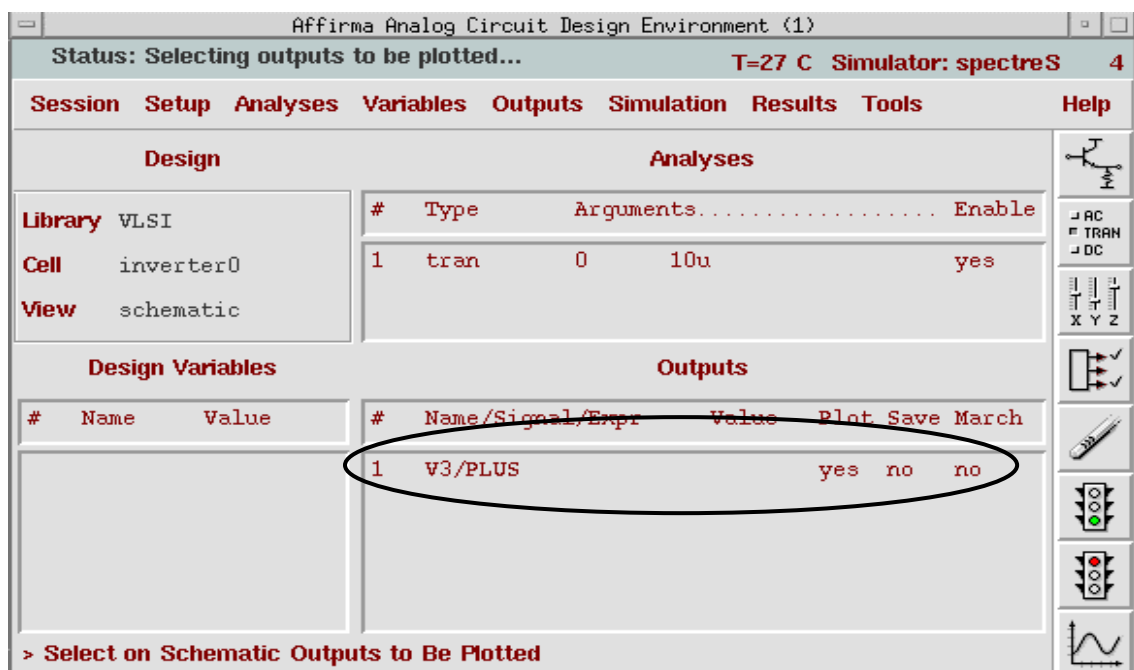 Affirma Analog Circuit Design Environment (1)
Status: Selecting outputs to be plotted... T=27 C Simulator: spectreS 4
Session Setup Analyses Variables Outputs Simulation Results Tools Help
Design
Library VLSI
Cell inverter0
View schematic
Analyses
# Type Arguments................... Enable
1 tran 0 10u yes
Design Variables
# Name Value
Outputs
# Name/Signal/Expr Value Plot Save March
1 V3/PLUS yes no no
AC
TRAN
DC
X Y Z
> Select on Schematic Outputs to Be Plotted